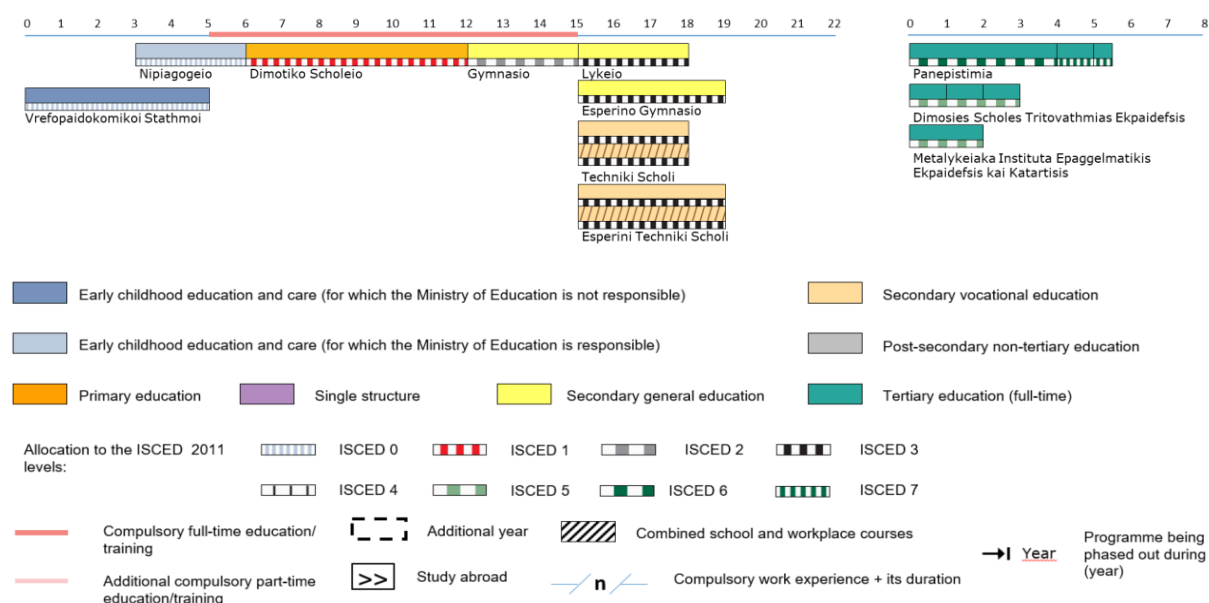 0 1 2 3 4 5 6 7 8 9 10 11 12 13 14 15 16 17 18 19 20 21 22
0 1 2 3 4 5 6 7 8
Nipiagogeio
Dimotiko Scholeio
Gymnasio
Lykeio
Panepistimia
Vrefopaidokomikoi Stathmoi
Esperino Gymnasio
Dimosies Scholes Tritovathmias Ekpaidefsis
Techniki Scholi
Metalykeiaka Instituta Epaggelmatikis
Ekpaidefsis kai Katartisis
Esperini Techniki Scholi
Early childhood education and care (for which the Ministry of Education is not responsible)
Secondary vocational education
Early childhood education and care (for which the Ministry of Education is responsible)
Post-secondary non-tertiary education
Primary education
Single structure
Secondary general education
Tertiary education (full-time)
Allocation to the ISCED 2011
levels:
ISCED 0
ISCED 1
ISCED 2
ISCED 3
ISCED 4
ISCED 5
ISCED 6
ISCED 7
Compulsory full-time education/
training
Additional year
Combined school and workplace courses
Year
Programme being
phased out during
(year)
Additional compulsory part-time
education/training
>>
Study abroad
n
Compulsory work experience + its duration